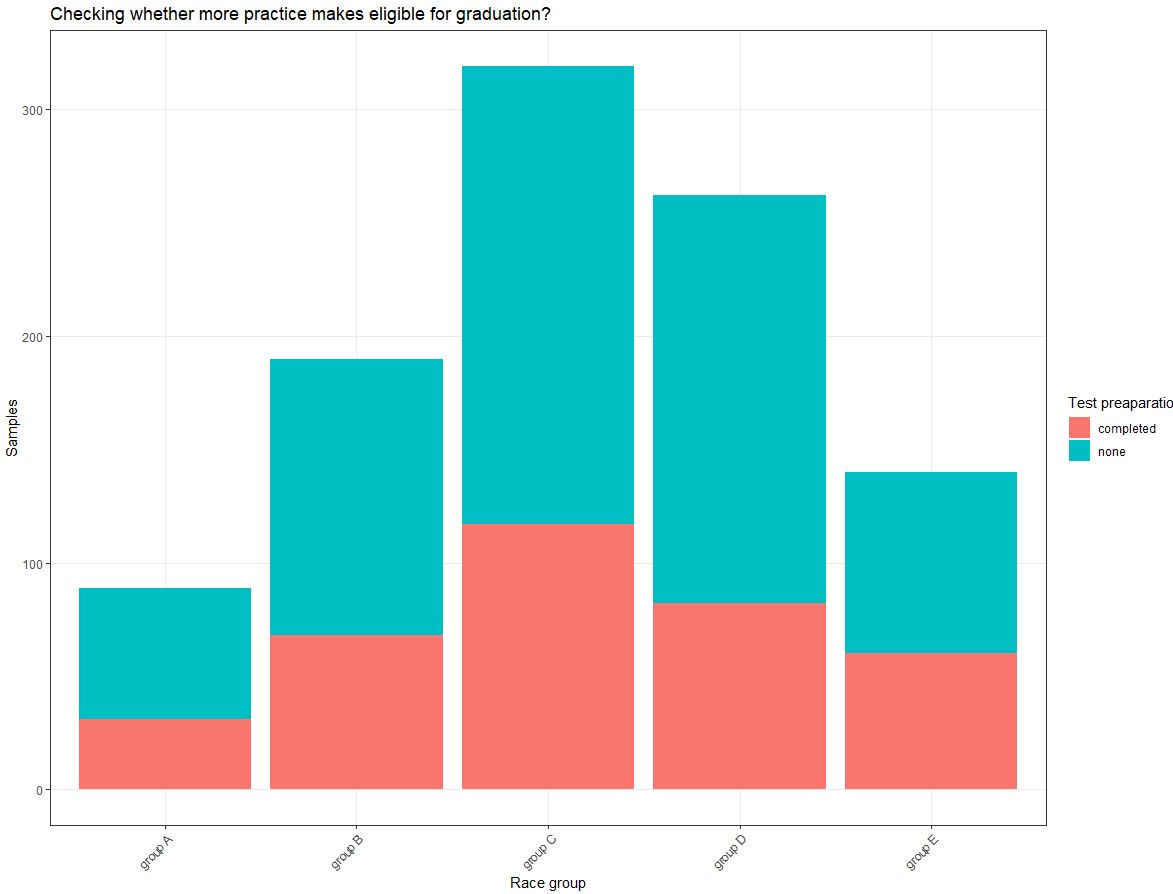 Checking whether more practice makes eligible for graduation?
300
200
100
0
Samples
group A
group B
group C
group D
group E
Race group
Test preaparatio
completed
none